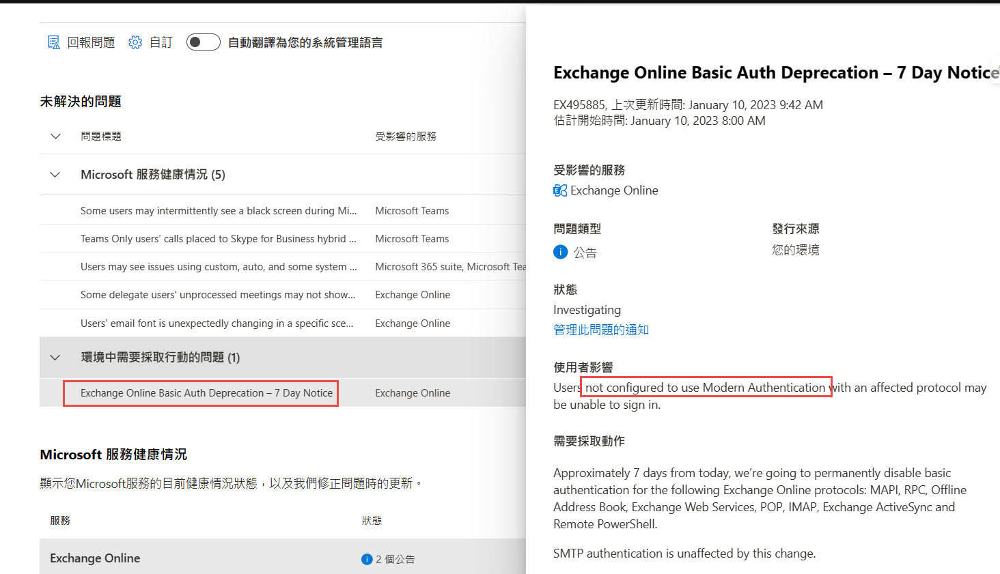 回報問題 自訂 自動翻譯為您的系統管理語言
未解決的問題
問題標題 受影響的服務
Microsoft 服務健康情況 (5)
Some users may intermittently see a black screen during Mi... Microsoft Teams
Teams Only users’ calls placed to Skype for Business hybrid ... Microsoft Teams
Users may see issues using custom, auto, and some system ... Microsoft 365 suite, Microsoft Tea
Some delegate users' unprocessed meetings may not show... Exchange Online
Users' email font is unexpectedly changing in a specific sce... Exchange Online
環境中需要採取行動的問題 (1)
Exchange Online Basic Auth Deprecation – 7 Day Notice Exchange Online
Microsoft 服務健康情況
顯示您Microsoft服務的目前健康情況狀態，以及我們修正問題時的更新。
服務 狀態
Exchange Online 2 個公告
Exchange Online Basic Auth Deprecation – 7 Day Notice
EX495885, 上次更新時間: January 10, 2023 9:42 AM
估計開始時間: January 10, 2023 8:00 AM
受影響的服務
Exchange Online
問題類型 發行來源
公告 您的環境
狀態
Investigating
管理此問題的通知
使用者影響
Users not configured to use Modern Authentication with an affected protocol may
be unable to sign in.
需要採取動作
Approximately 7 days from today, we’re going to permanently disable basic
authentication for the following Exchange Online protocols: MAPI, RPC, Offline
Address Book, Exchange Web Services, POP, IMAP, Exchange ActiveSync and
Remote PowerShell.
SMTP authentication is unaffected by this change.